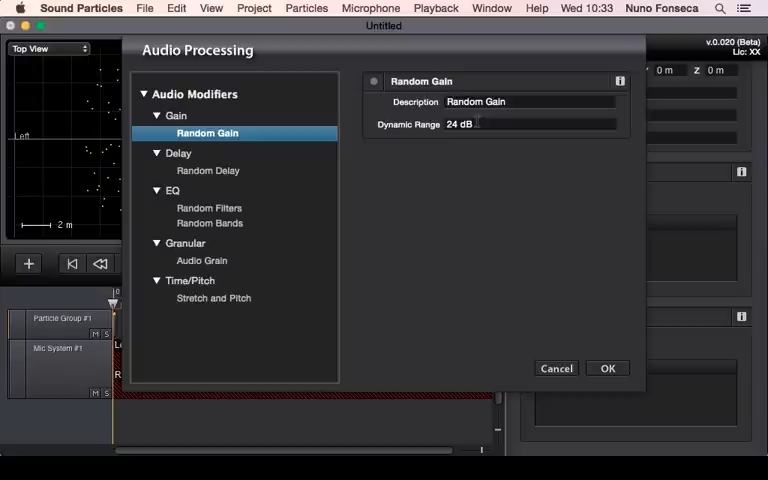 Sound Particles File Edit View Project Particles Microphone Playback Window Help Wed 10:33 Nuno Fonseca
Untitled
Top View
v.0.020 (Beta)
Lic: XX
Audio Processing
0 m Z 0 m
Audio Modifiers
Gain
Random Gain
Delay
Random Delay
EQ
Random Filters
Random Bands
Granular
Audio Grain
Time/Pitch
Stretch and Pitch
Random Gain
Description Random Gain
Dynamic Range 24 dB
Left
2 m
Particle Group #1
M S
Mic System #1
M S
Cancel OK